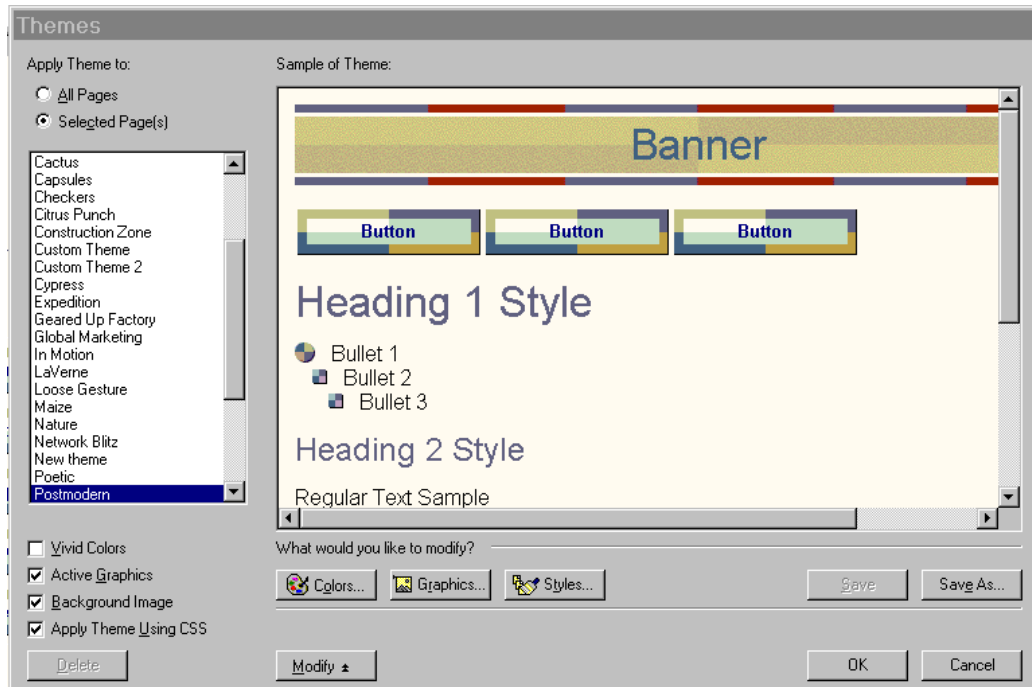 Themes
Apply Theme to:
All Pages
Selected Page(s)
Cactus
Capsules
Checkers
Citrus Punch
Construction Zone
Custom Theme
Custom Theme 2
Cypress
Expedition
Geared Up Factory
Global Marketing
In Motion
LaVerne
Loose Gesture
Maize
Nature
Network Blitz
New theme
Poetic
Postmodern
Vivid Colors
Active Graphics
Background Image
Apply Theme Using CSS
Delete
Sample of Theme:
Banner
Button Button Button
Heading 1 Style
Bullet 1
Bullet 2
Bullet 3
Heading 2 Style
Regular Text Sample
What would you like to modify?
Colors... Graphics... Styles... Save Save As...
Modify OK Cancel